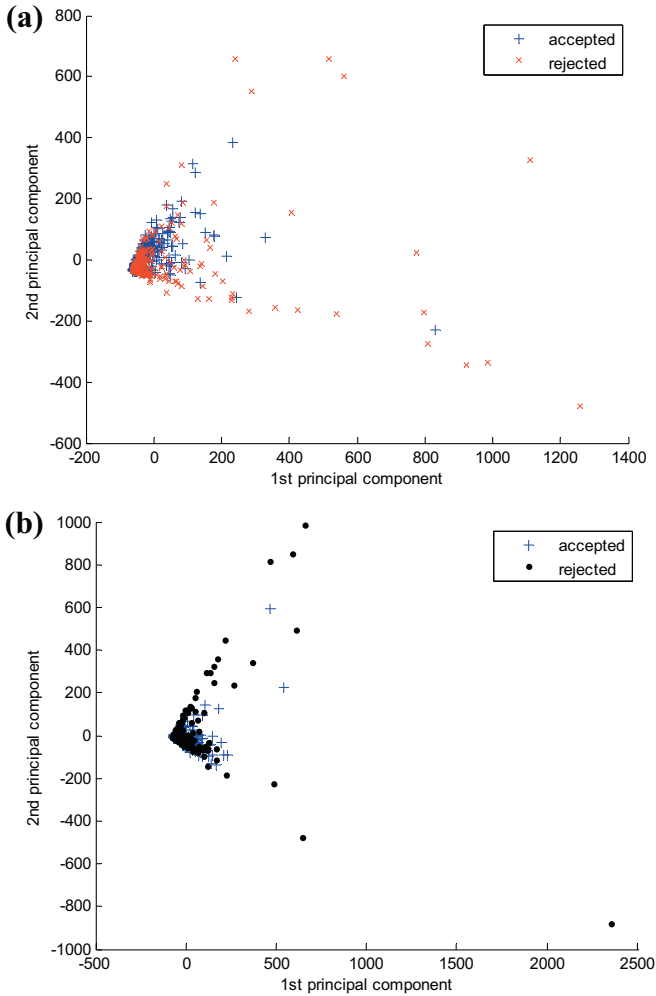 (a)
800
600
400
200
0
-200
-400
-600
-200 0 200 400 600 800 1000 1200 1400
1st principal component
2nd principal component
accepted
rejected
(b)
1000
800
600
400
200
0
-200
-400
-600
-800
-1000
-500 0 500 1000 1500 2000 2500
1st principal component
2nd principal component
accepted
rejected